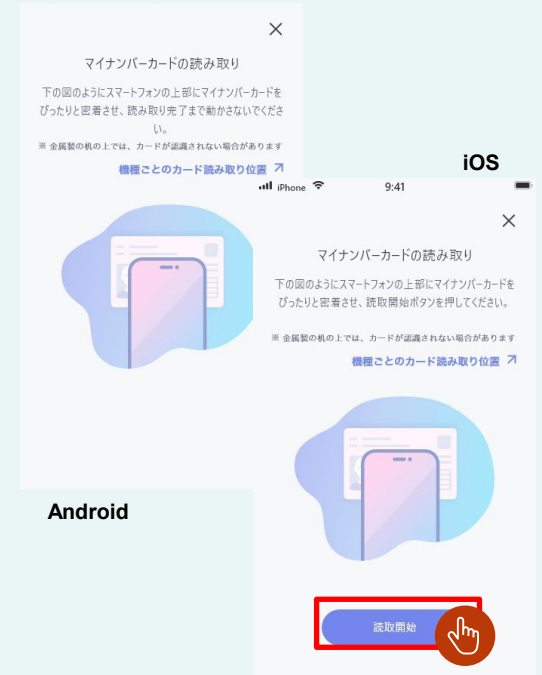 マイナンバーカードの読み取り
下の図のようにスマートフォンの上部にマイナンバーカードを
ぴったりと密着させ、読み取り完了まで動かさないでくださ
い。
※ 金属製の机の上では、カードが認識されない場合があります
機種ごとのカード読み取り位置
Android
iOS
iPhone 9:41
マイナンバーカードの読み取り
下の図のようにスマートフォンの上部にマイナンバーカードを
ぴったりと密着させ、読取開始ボタンを押してください。
※ 金属製の机の上では、カードが認識されない場合があります
機種ごとのカード読み取り位置
読取開始